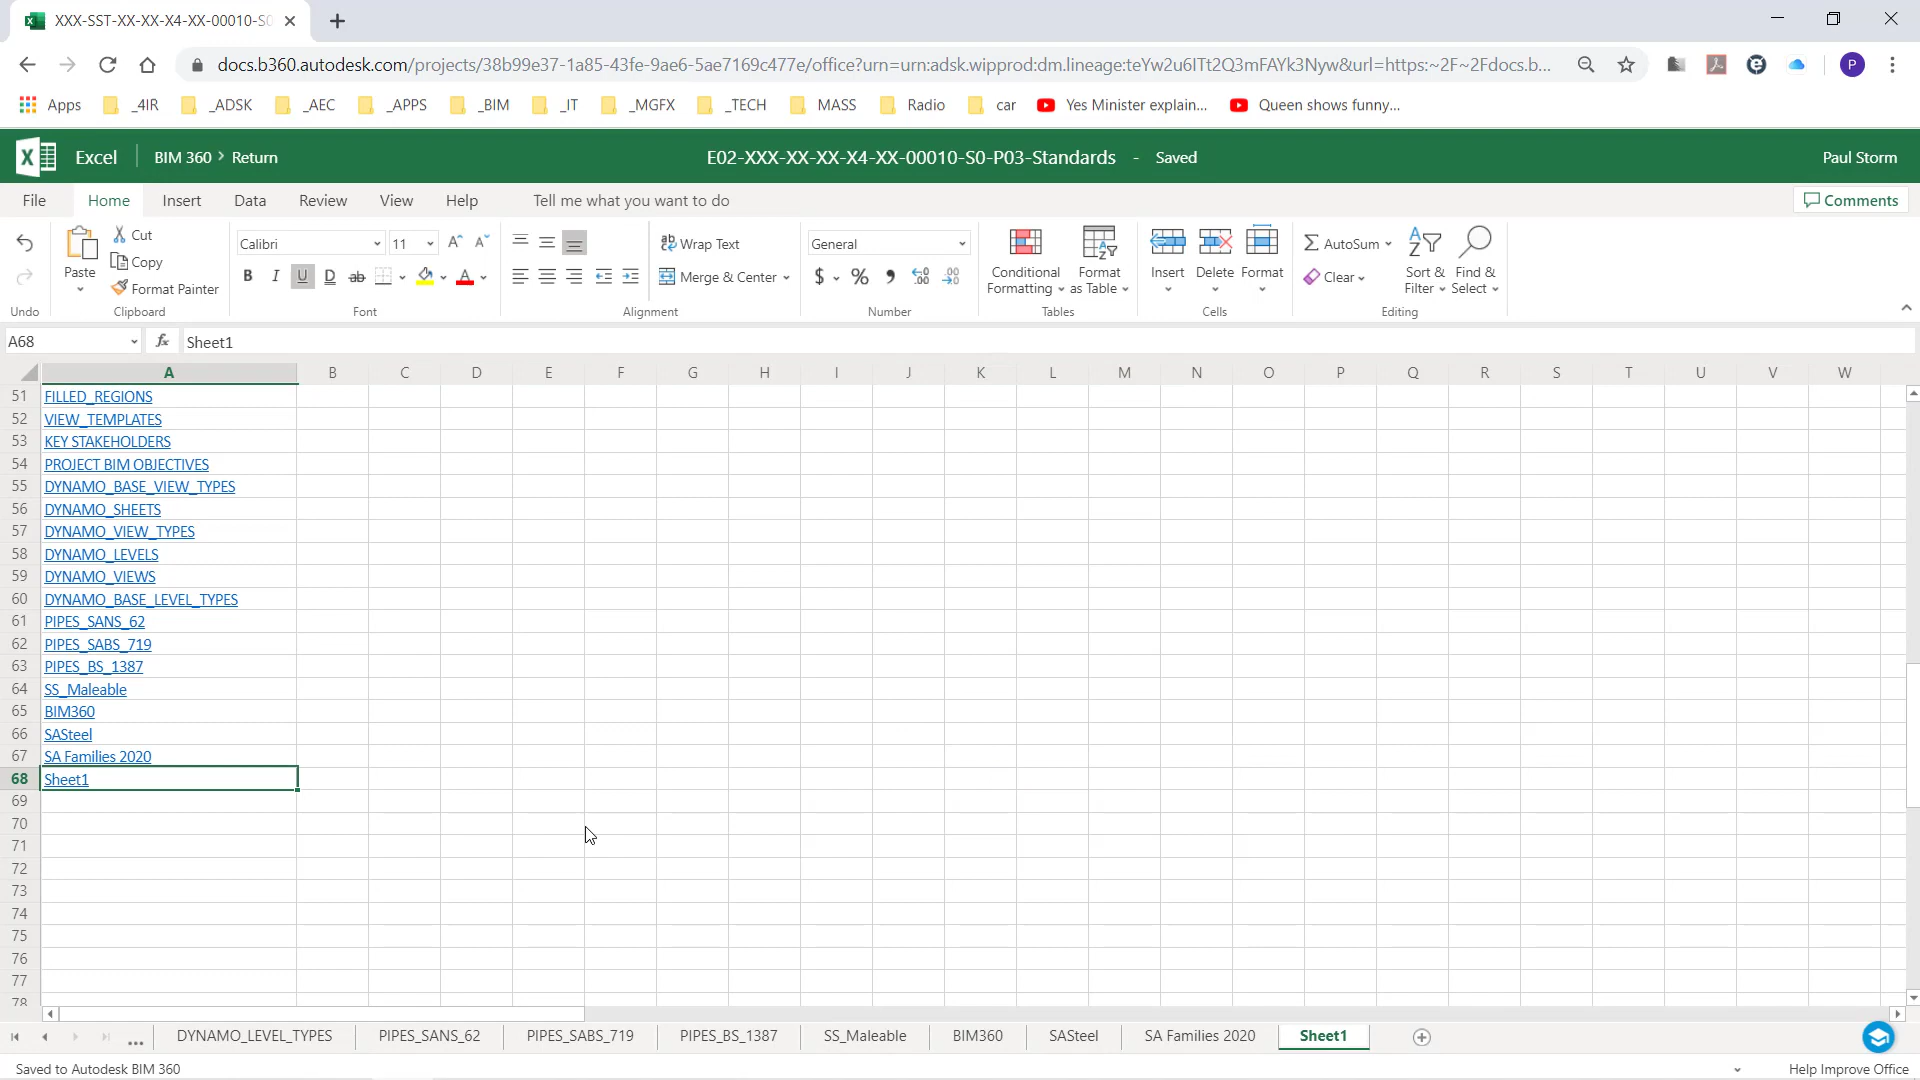 XXX-SST-XX-XX-X4-XX-00010-S0
docs.b360.autodesk.com/projects/38b99e37-1a85-43fe-9ae6-5ae7169c477e/office?urn=urn:adsk.wipprod:dm.lineage:teYw2u6ITt2Q3mFAYk3Nyw&url=https:~2F~2Fdocs.b...
P
Apps _4IR _ADSK _AEC _APPS _BIM _IT _MGFX _TECH MASS Radio car Yes Minister explain... Queen shows funny...
Excel BIM 360 > Return E02-XXX-XX-XX-X4-XX-00010-S0-P03-Standards - Saved Paul Storm
File Home Insert Data Review View Help Tell me what you want to do Comments
Paste Cut
Copy
Format Painter
Calibri 11
B I U D ab A
Wrap Text
Merge & Center
General
$ % ,
Conditional Formatting
Format as Table
Insert Delete Format
AutoSum
Clear
Sort & Filter
Find & Select
Undo Clipboard Font Alignment Number Tables Cells Editing
A68 fx Sheet1
A B C D E F G H I J K L M N O P Q R S T U V W
51 FILLED_REGIONS
52 VIEW_TEMPLATES
53 KEY STAKEHOLDERS
54 PROJECT BIM OBJECTIVES
55 DYNAMO_BASE_VIEW_TYPES
56 DYNAMO_SHEETS
57 DYNAMO_VIEW_TYPES
58 DYNAMO_LEVELS
59 DYNAMO_VIEWS
60 DYNAMO_BASE_LEVEL_TYPES
61 PIPES_SANS_62
62 PIPES_SABS_719
63 PIPES_BS_1387
64 SS_Maleable
65 BIM360
66 SASteel
67 SA Families 2020
68 Sheet1
69
70
71
72
73
74
75
76
77
78
... DYNAMO_LEVEL_TYPES PIPES_SANS_62 PIPES_SABS_719 PIPES_BS_1387 SS_Maleable BIM360 SASteel SA Families 2020 Sheet1
Saved to Autodesk BIM 360 Help Improve Office